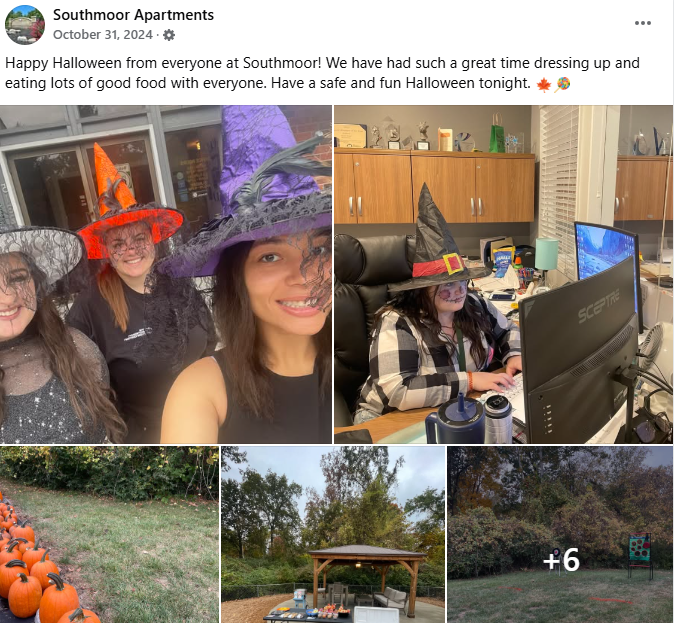 Southmoor Apartments
October 31, 2024 ·
Happy Halloween from everyone at Southmoor! We have had such a great time dressing up and
eating lots of good food with everyone. Have a safe and fun Halloween tonight. 🍁🍭
SCEPTRE
+6